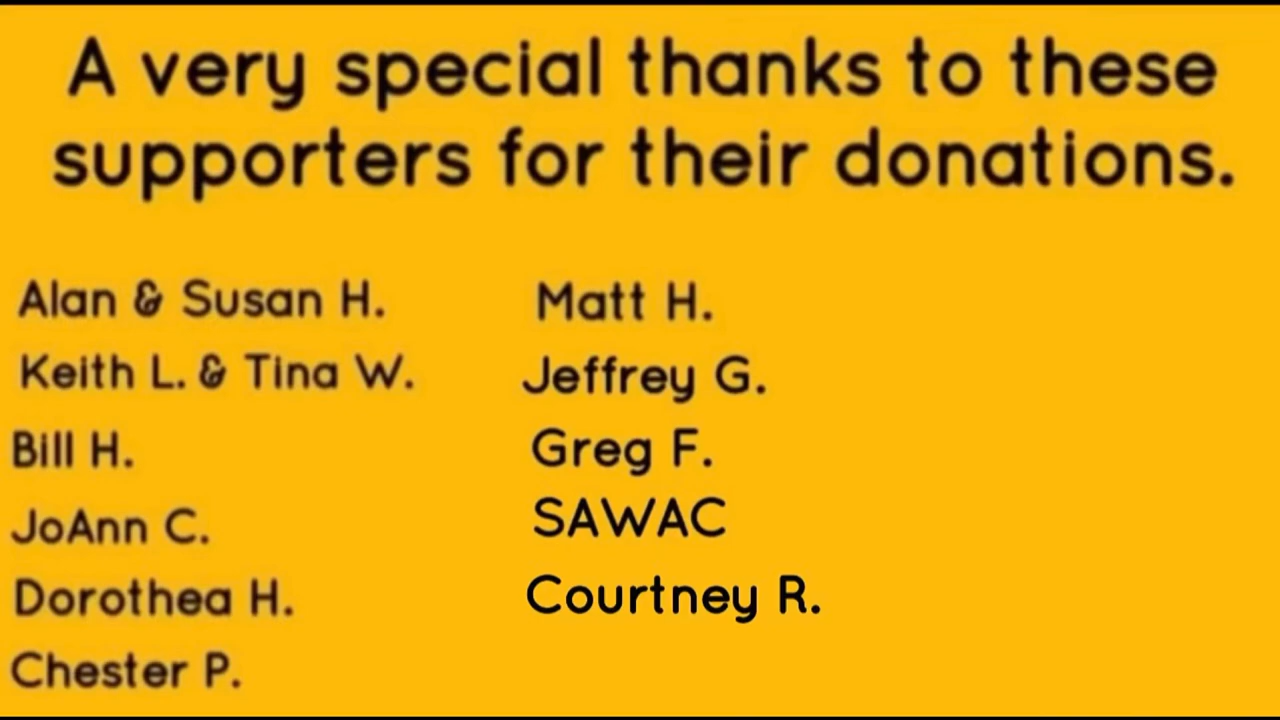 A very special thanks to these
supporters for their donations.
Alan & Susan H.
Keith L. & Tina W.
Bill H.
JoAnn C.
Dorothea H.
Chester P.
Matt H.
Jeffrey G.
Greg F.
SAWAC
Courtney R.